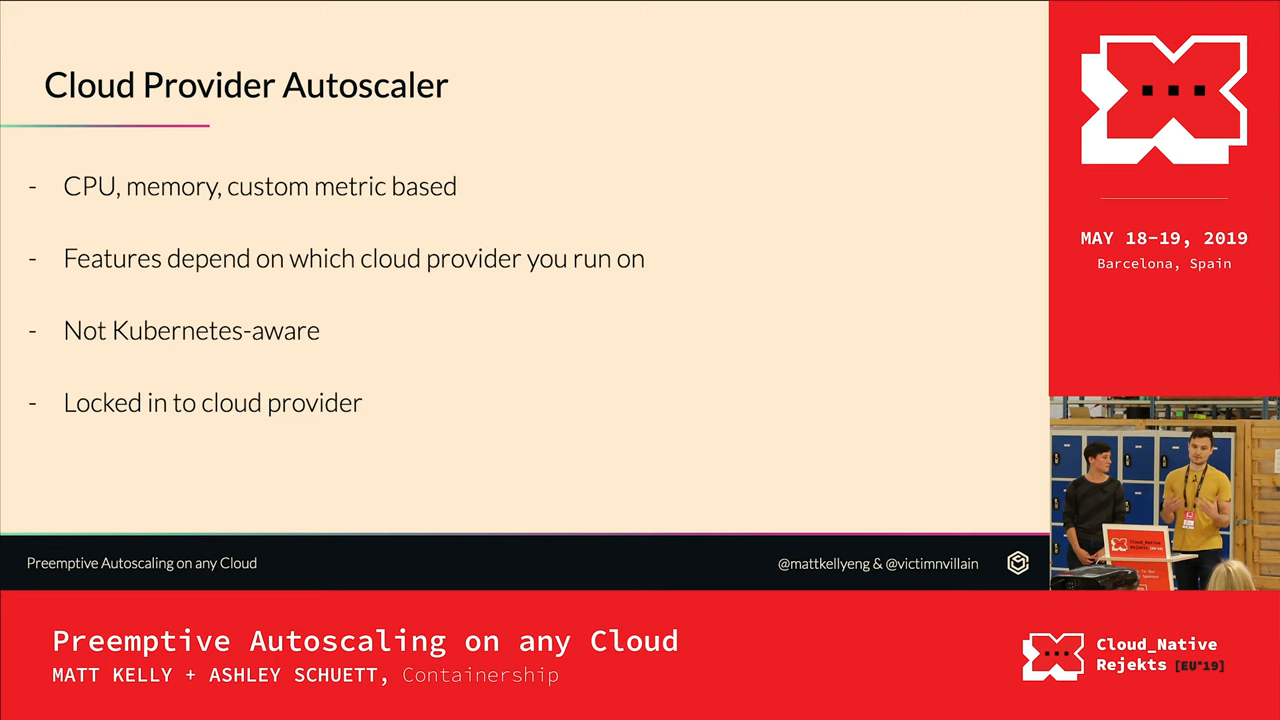 Cloud Provider Autoscaler
- CPU, memory, custom metric based
- Features depend on which cloud provider you run on
- Not Kubernetes-aware
- Locked in to cloud provider
Preemptive Autoscaling on any Cloud
@mattkellyeng & @victimnvillain
MAY 18-19, 2019
Barcelona, Spain
Cloud_Native
Rejekts
Preemptive Autoscaling on any Cloud
MATT KELLY + ASHLEY SCHUETT, Containership
Cloud_Native
Rejekts [EU'19]